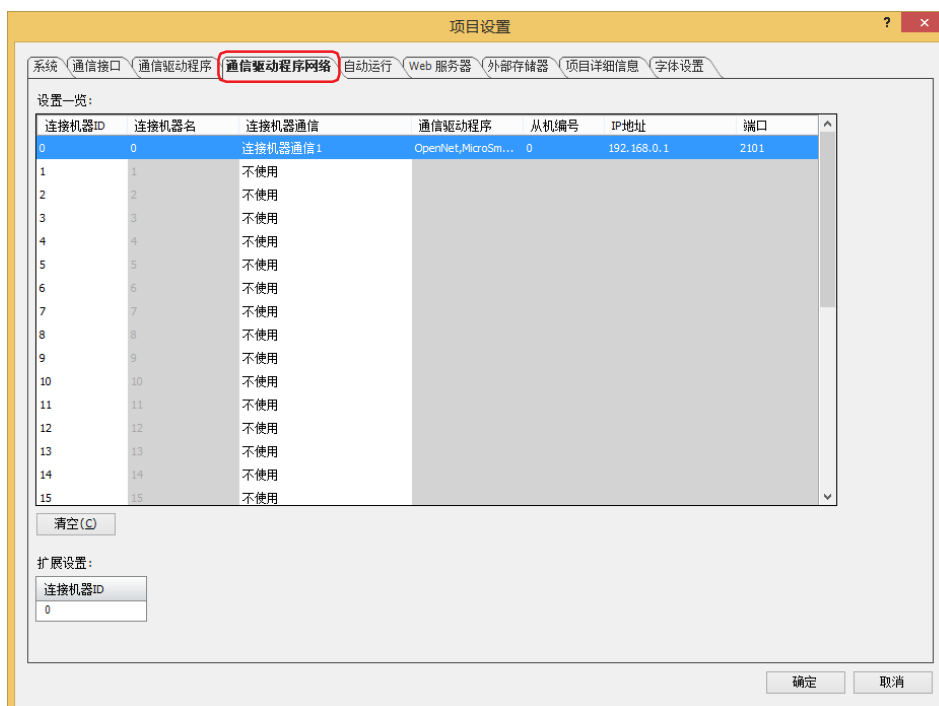 项目设置
? ×
系统 通信接口 通信驱动程序 通信驱动程序网络 自动运行 Web 服务器 外部存储器 项目详细信息 字体设置
设置一览:
连接机器ID 连接机器名 连接机器通信 通信驱动程序 从机编号 IP地址 端口
0 0 连接机器通信1 OpenNet,MicroSm... 0 192.168.0.1 2101
1 1 不使用
2 2 不使用
3 3 不使用
4 4 不使用
5 5 不使用
6 6 不使用
7 7 不使用
8 8 不使用
9 9 不使用
10 10 不使用
11 11 不使用
12 12 不使用
13 13 不使用
14 14 不使用
15 15 不使用
清空(C)
扩展设置:
连接机器ID
0
确定 取消